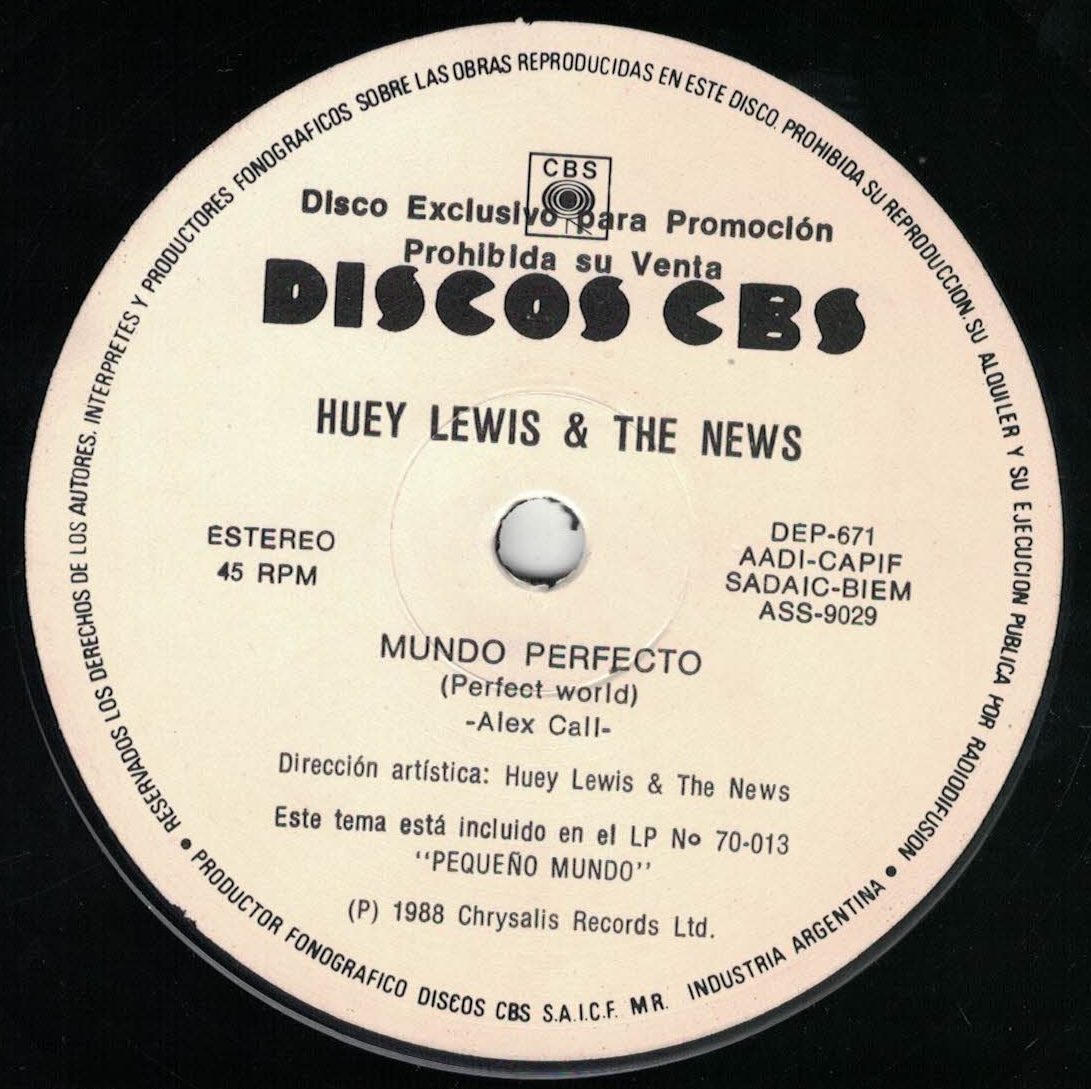 RESERVADOS LOS DERECHOS DE LOS AUTORES, INTERPRETES Y PRODUCTORES FONOGRAFICOS SOBRE LAS OBRAS REPRODUCIDAS EN ESTE DISCO. PROHIBIDA SU REPRODUCCION. SU ALQUILER Y SU EJECUCION PUBLICA POR RADIODIFUSION
CBS
Disco Exclusivo para Promoción
Prohibida su Venta
DISCOS CBS
HUEY LEWIS & THE NEWS
ESTEREO
45 RPM
DEP-671
AADI-CAPIF
SADAIC-BIEM
ASS-9029
MUNDO PERFECTO
(Perfect world)
-Alex Call-
Dirección artística: Huey Lewis & The News
Este tema está incluido en el LP Nº 70-013
"PEQUEÑO MUNDO"
(P) 1988 Chrysalis Records Ltd.
• PRODUCTOR FONOGRAFICO DISCOS CBS S.A.I.C.F. MR. INDUSTRIA ARGENTINA •